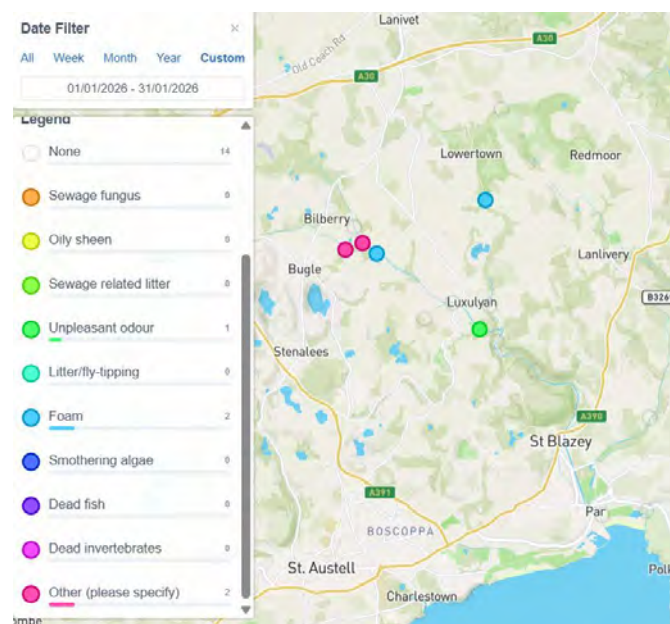 Date Filter ×
All Week Month Year Custom
01/01/2026 - 31/01/2026
Legend
None 14
Sewage fungus 0
Oily sheen 0
Sewage related litter 0
Unpleasant odour 1
Litter/fly-tipping 0
Foam 2
Smothering algae 0
Dead fish 0
Dead invertebrates 0
Other (please specify) 2
Lanivet
A30
Old Coach Rd
A30
Lowertown
Redmoor
Bilberry
Lanlivery
Bugle
B326
Luxulyan
Stenalees
A390
St Blazey
A391
Par
BOSCOPPA
St. Austell
Polk
Charlestown
ombe